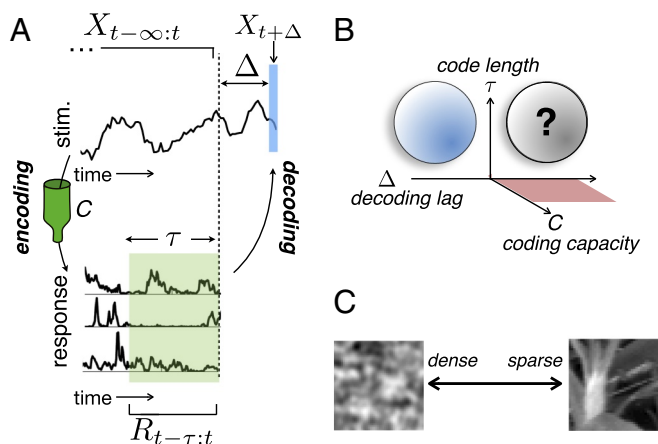 A
... X_{t−∞:t}
X_{t+Δ}
Δ
stim.
time
encoding
C
decoding
τ
response
time
R_{t−τ:t}
B
code length
τ
?
Δ
decoding lag
C
coding capacity
C
dense
sparse